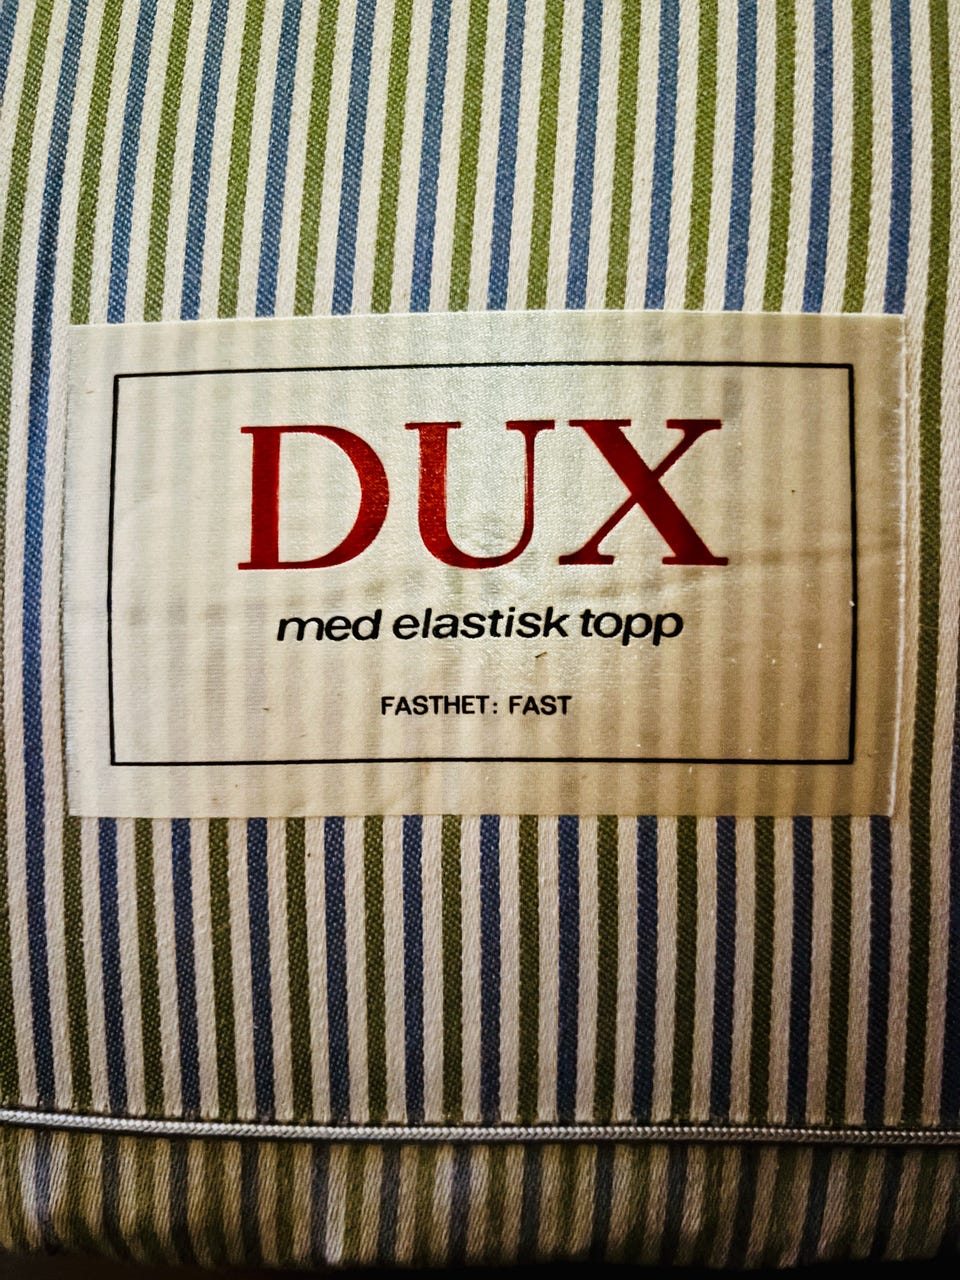 DUX
med elastisk topp
FASTHET: FAST